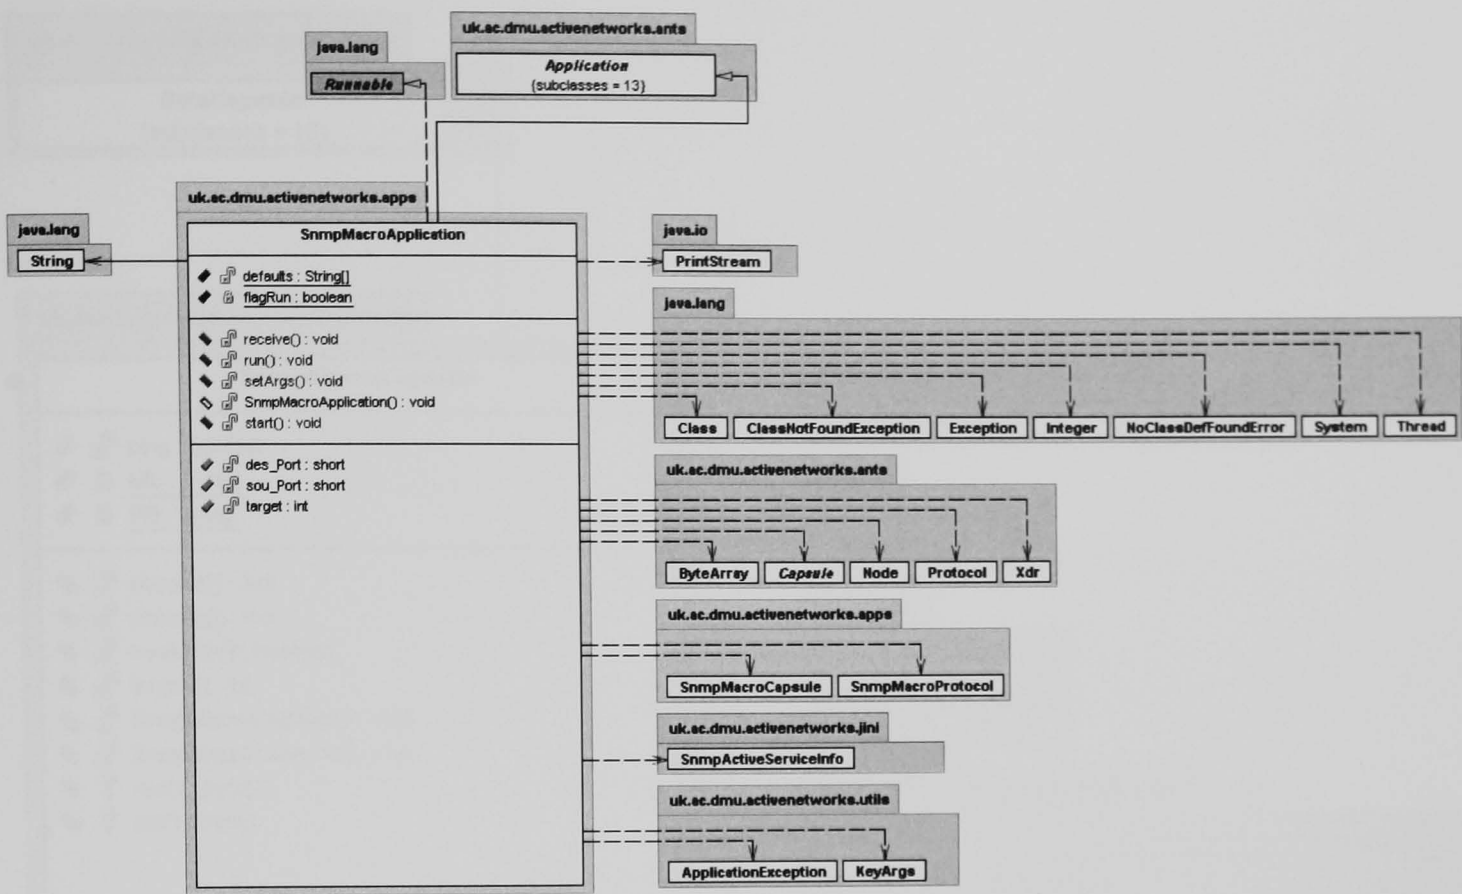 uk.ac.dmu.activenetworks.ants
java.lang
Application
{subclasses = 13}
Runnable
uk.ac.dmu.activenetworks.apps
java.lang
String
SnmpMacroApplication
defaults : String[]
flagRun : boolean
receive() : void
run() : void
setArgs() : void
SnmpMacroApplication() : void
start() : void
des_Port : short
sou_Port : short
target : int
java.io
PrintStream
java.lang
Class ClassNotFoundException Exception Integer NoClassDefFoundError System Thread
uk.ac.dmu.activenetworks.ants
ByteArray Capsule Node Protocol Xdr
uk.ac.dmu.activenetworks.apps
SnmpMacroCapsule SnmpMacroProtocol
uk.ac.dmu.activenetworks.jini
SnmpActiveServiceInfo
uk.ac.dmu.activenetworks.utils
ApplicationException KeyArgs